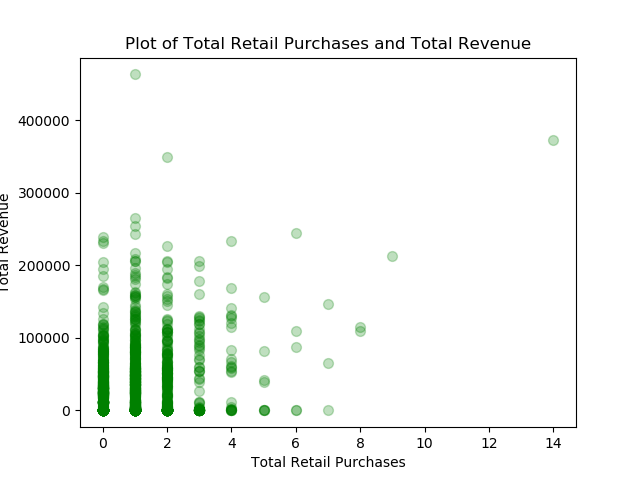 Plot of Total Retail Purchases and Total Revenue
400000
300000
200000
100000
0
Total Revenue
0 2 4 6 8 10 12 14
Total Retail Purchases